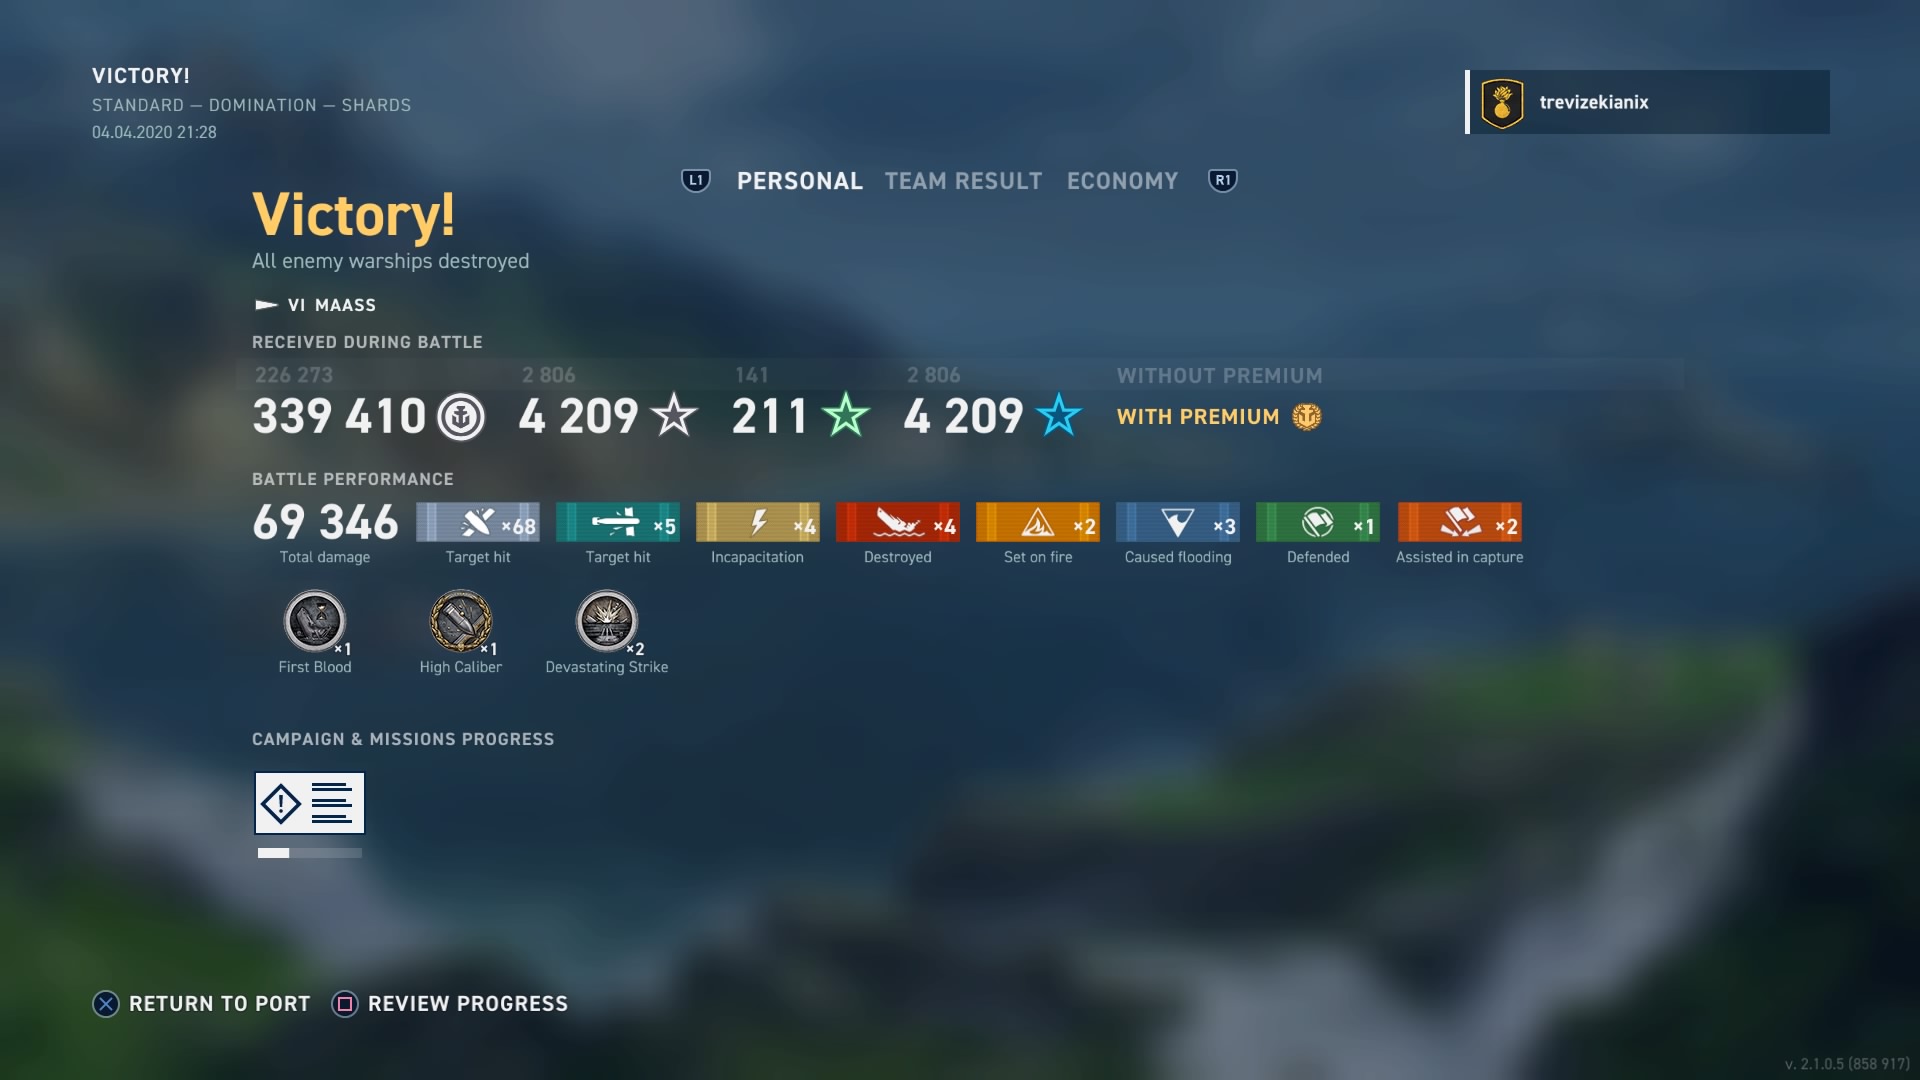 VICTORY!
STANDARD — DOMINATION — SHARDS
04.04.2020 21:28
trevizekianix
L1 PERSONAL TEAM RESULT ECONOMY R1
Victory!
All enemy warships destroyed
VI MAASS
RECEIVED DURING BATTLE
226 273 2 806 141 2 806 WITHOUT PREMIUM
339 410 4 209 211 4 209 WITH PREMIUM
BATTLE PERFORMANCE
69 346 ×68 ×5 ×4 ×4 ×2 ×3 ×1 ×2
Total damage Target hit Target hit Incapacitation Destroyed Set on fire Caused flooding Defended Assisted in capture
×1 ×1 ×2
First Blood High Caliber Devastating Strike
CAMPAIGN & MISSIONS PROGRESS
!
RETURN TO PORT REVIEW PROGRESS
v. 2.1.0.5 (858 917)